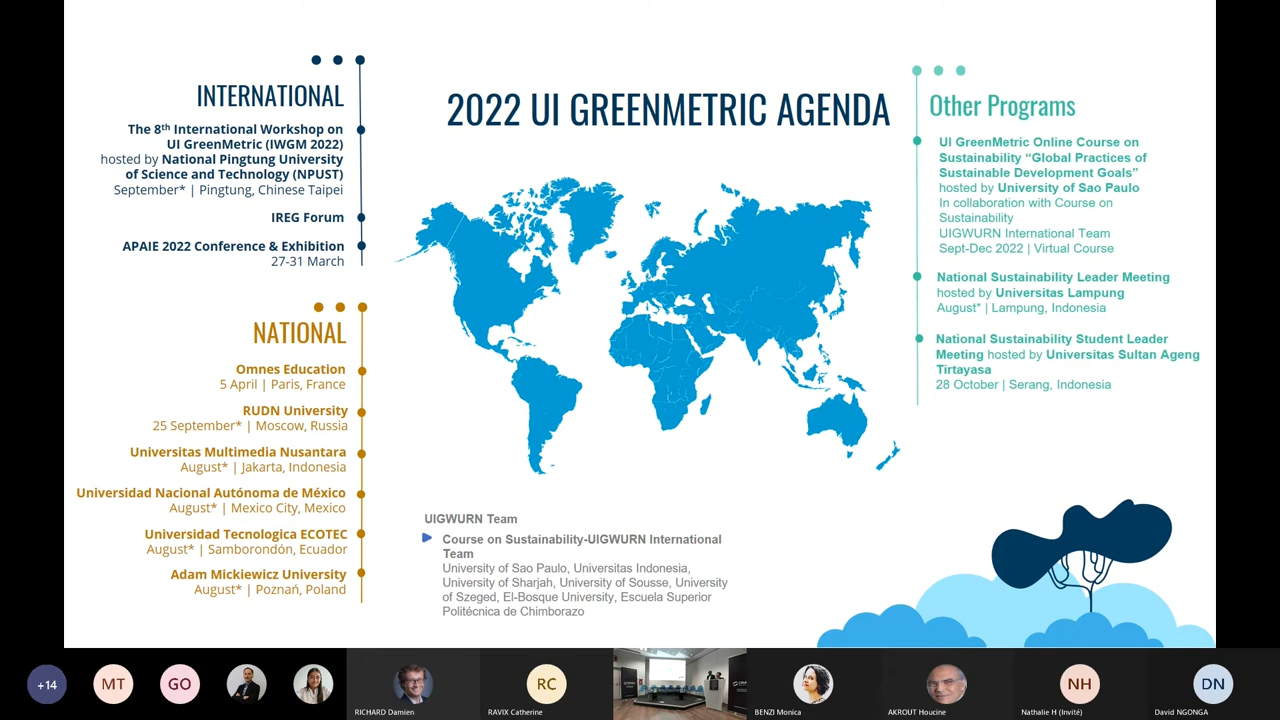 INTERNATIONAL
The 8th International Workshop on
UI GreenMetric (IWGM 2022)
hosted by National Pingtung University
of Science and Technology (NPUST)
September* | Pingtung, Chinese Taipei
IREG Forum
APAIE 2022 Conference & Exhibition
27-31 March
NATIONAL
Omnes Education
5 April | Paris, France
RUDN University
25 September* | Moscow, Russia
Universitas Multimedia Nusantara
August* | Jakarta, Indonesia
Universidad Nacional Autónoma de México
August* | Mexico City, Mexico
Universidad Tecnologica ECOTEC
August* | Samborondón, Ecuador
Adam Mickiewicz University
August* | Poznań, Poland
2022 UI GREENMETRIC AGENDA
UIGWURN Team
Course on Sustainability-UIGWURN International
Team
University of Sao Paulo, Universitas Indonesia,
University of Sharjah, University of Sousse, University
of Szeged, El-Bosque University, Escuela Superior
Politécnica de Chimborazo
Other Programs
UI GreenMetric Online Course on
Sustainability “Global Practices of
Sustainable Development Goals”
hosted by University of Sao Paulo
In collaboration with Course on
Sustainability
UIGWURN International Team
Sept-Dec 2022 | Virtual Course
National Sustainability Leader Meeting
hosted by Universitas Lampung
August* | Lampung, Indonesia
National Sustainability Student Leader
Meeting hosted by Universitas Sultan Ageng
Tirtayasa
28 October | Serang, Indonesia
+14
MT
GO
RICHARD Damien
RC
RAVIX Catherine
BENZI Monica
AKROUT Houcine
NH
Nathalie H (Invité)
DN
David NGONGA